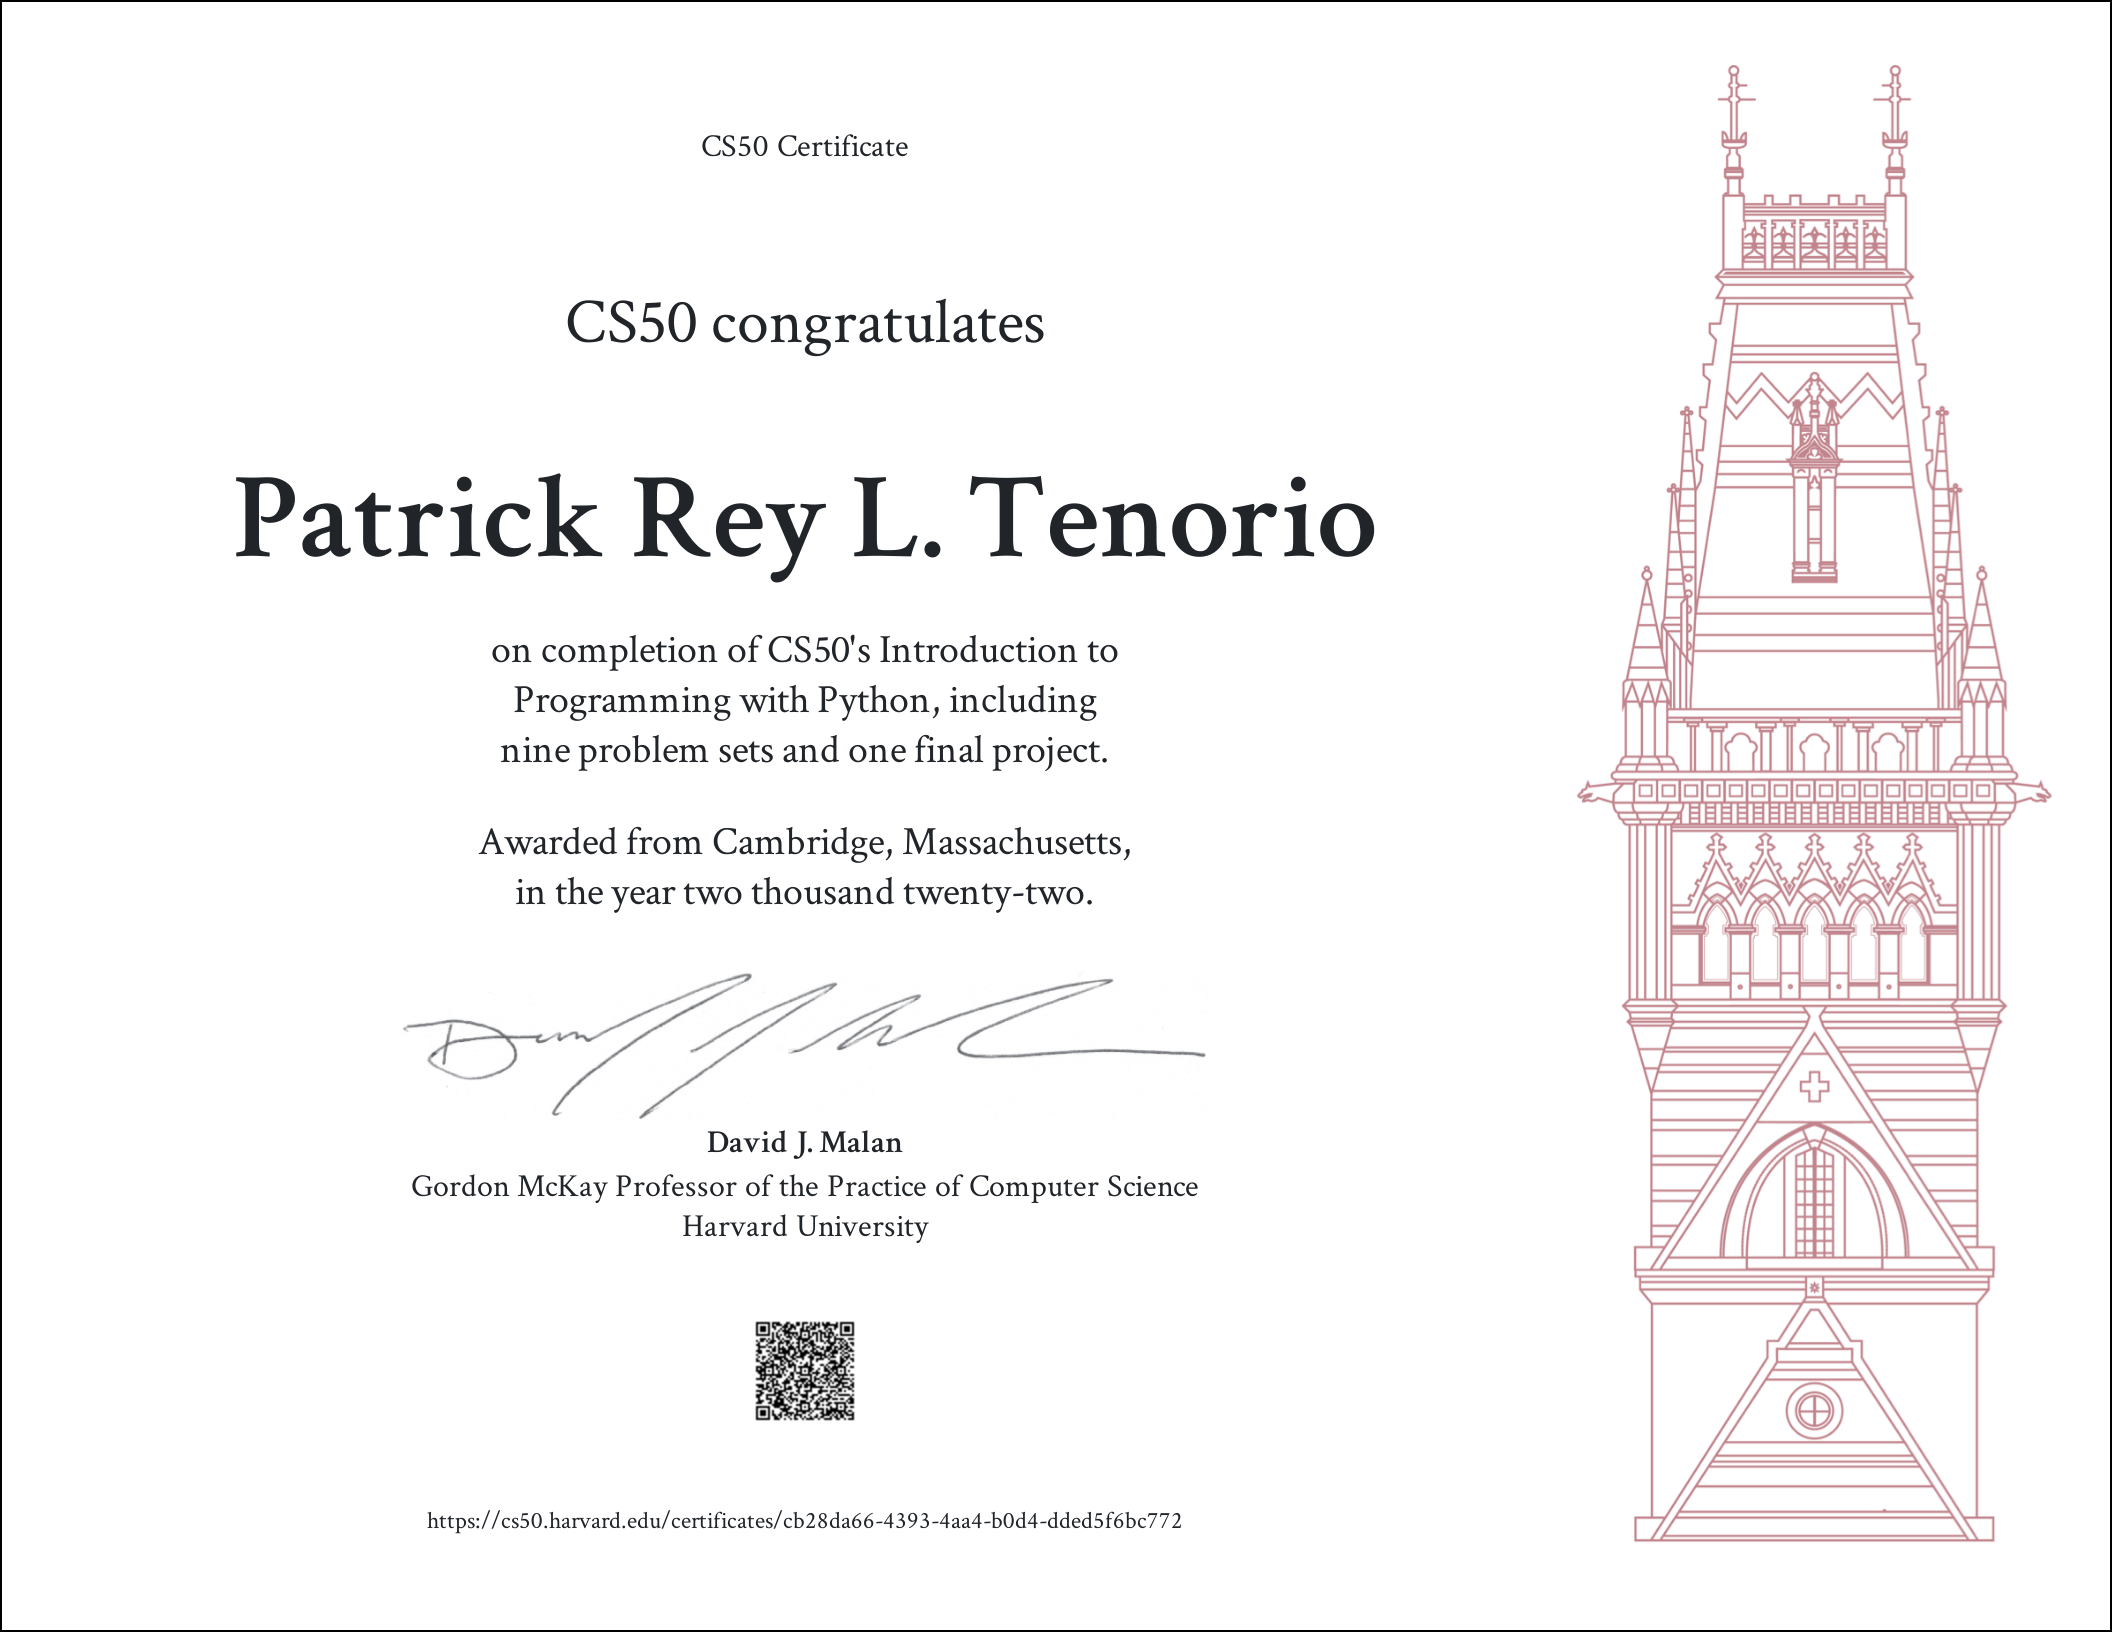 CS50 Certificate
CS50 congratulates
Patrick Rey L. Tenorio
on completion of CS50's Introduction to
Programming with Python, including
nine problem sets and one final project.
Awarded from Cambridge, Massachusetts,
in the year two thousand twenty-two.
David J. Malan
Gordon McKay Professor of the Practice of Computer Science
Harvard University
https://cs50.harvard.edu/certificates/cb28da66-4393-4aa4-b0d4-dded5f6bc772